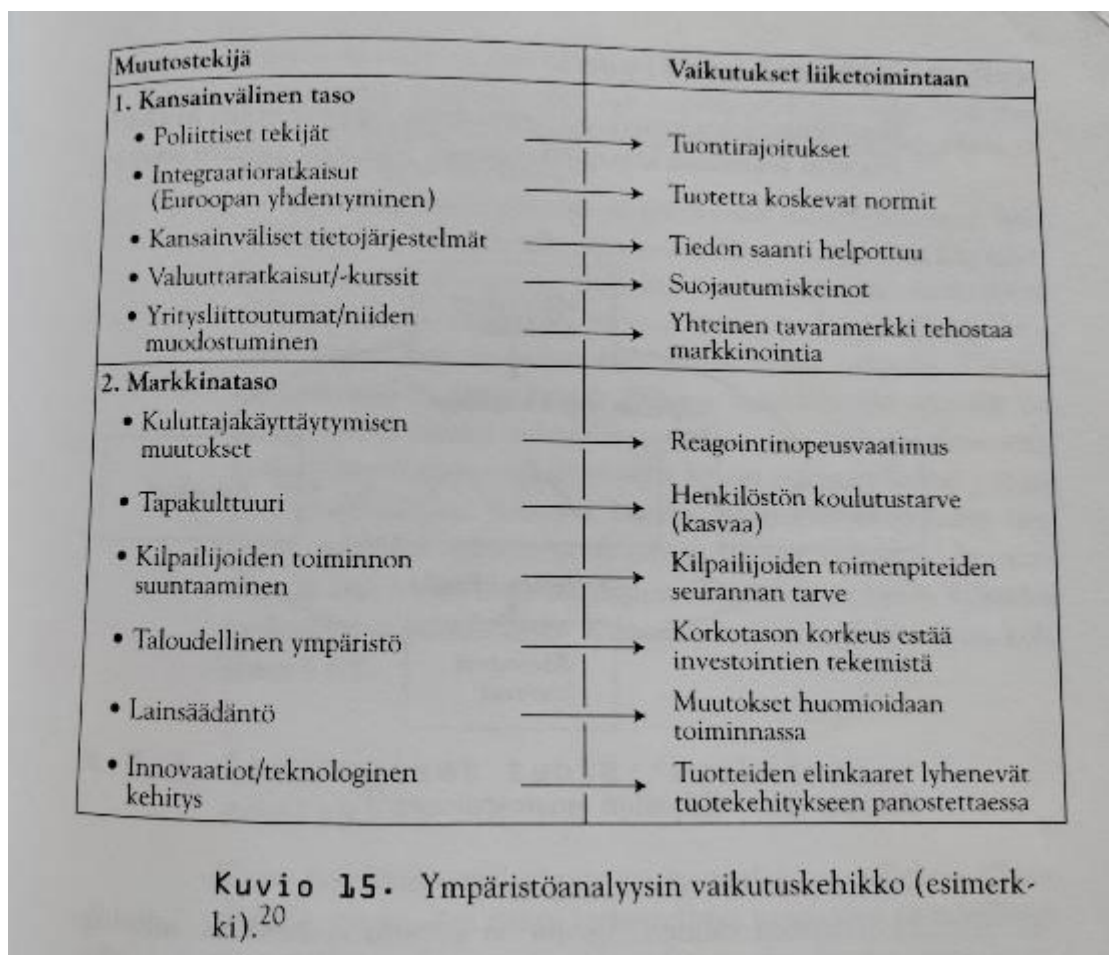 Muutostekijä
Vaikutukset liiketoimintaan
1. Kansainvälinen taso
• Poliittiset tekijät
Tuontirajoitukset
• Integraatioratkaisut
(Euroopan yhdentyminen)
Tuotetta koskevat normit
• Kansainväliset tietojärjestelmät
Tiedon saanti helpottuu
• Valuuttaratkaisut/-kurssit
Suojautumiskeinot
• Yritysliittoutumat/niiden
muodostuminen
Yhteinen tavaramerkki tehostaa
markkinointia
2. Markkinataso
• Kuluttajakäyttäytymisen
muutokset
Reagointinopeusvaatimus
• Tapakulttuuri
Henkilöstön koulutustarve
(kasvaa)
• Kilpailijoiden toiminnon
suuntaaminen
Kilpailijoiden toimenpiteiden
seurannan tarve
• Taloudellinen ympäristö
Korkotason korkeus estää
investointien tekemistä
• Lainsäädäntö
Muutokset huomioidaan
toiminnassa
• Innovaatiot/teknologinen
kehitys
Tuotteiden elinkaaret lyhenevät
tuotekehitykseen panostettaessa
Kuvio 15. Ympäristöanalyysin vaikutuskehikko (esimerk-
ki).20